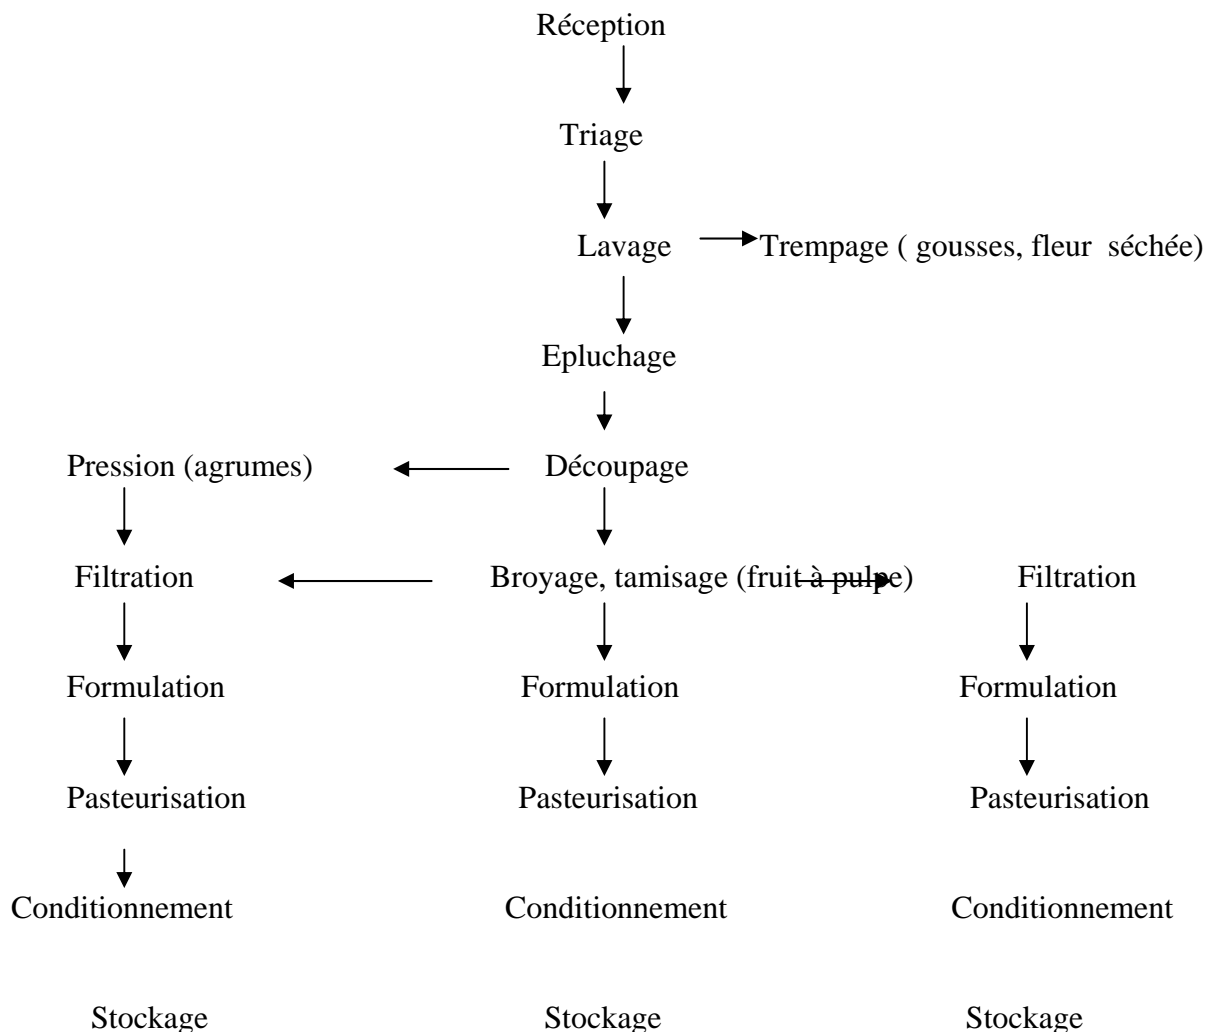 Réception
Triage
Lavage Trempage ( gousses, fleur séchée)
Epluchage
Pression (agrumes) Découpage
Filtration Broyage, tamisage (fruit à pulpe) Filtration
Formulation Formulation Formulation
Pasteurisation Pasteurisation Pasteurisation
Conditionnement Conditionnement Conditionnement
Stockage Stockage Stockage